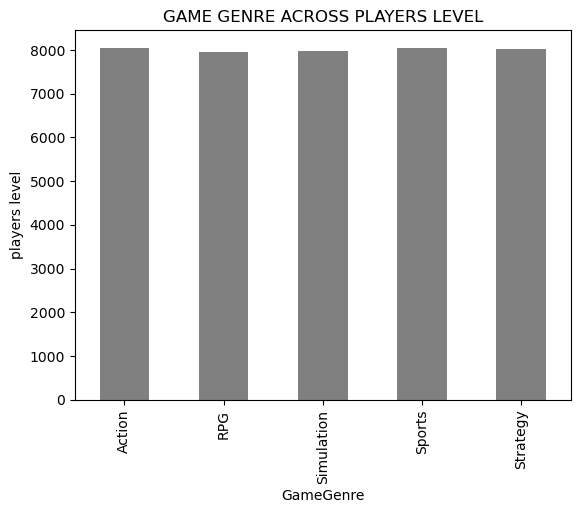 GAME GENRE ACROSS PLAYERS LEVEL
players level
8000
7000
6000
5000
4000
3000
2000
1000
0
Action
RPG
Simulation
Sports
Strategy
GameGenre